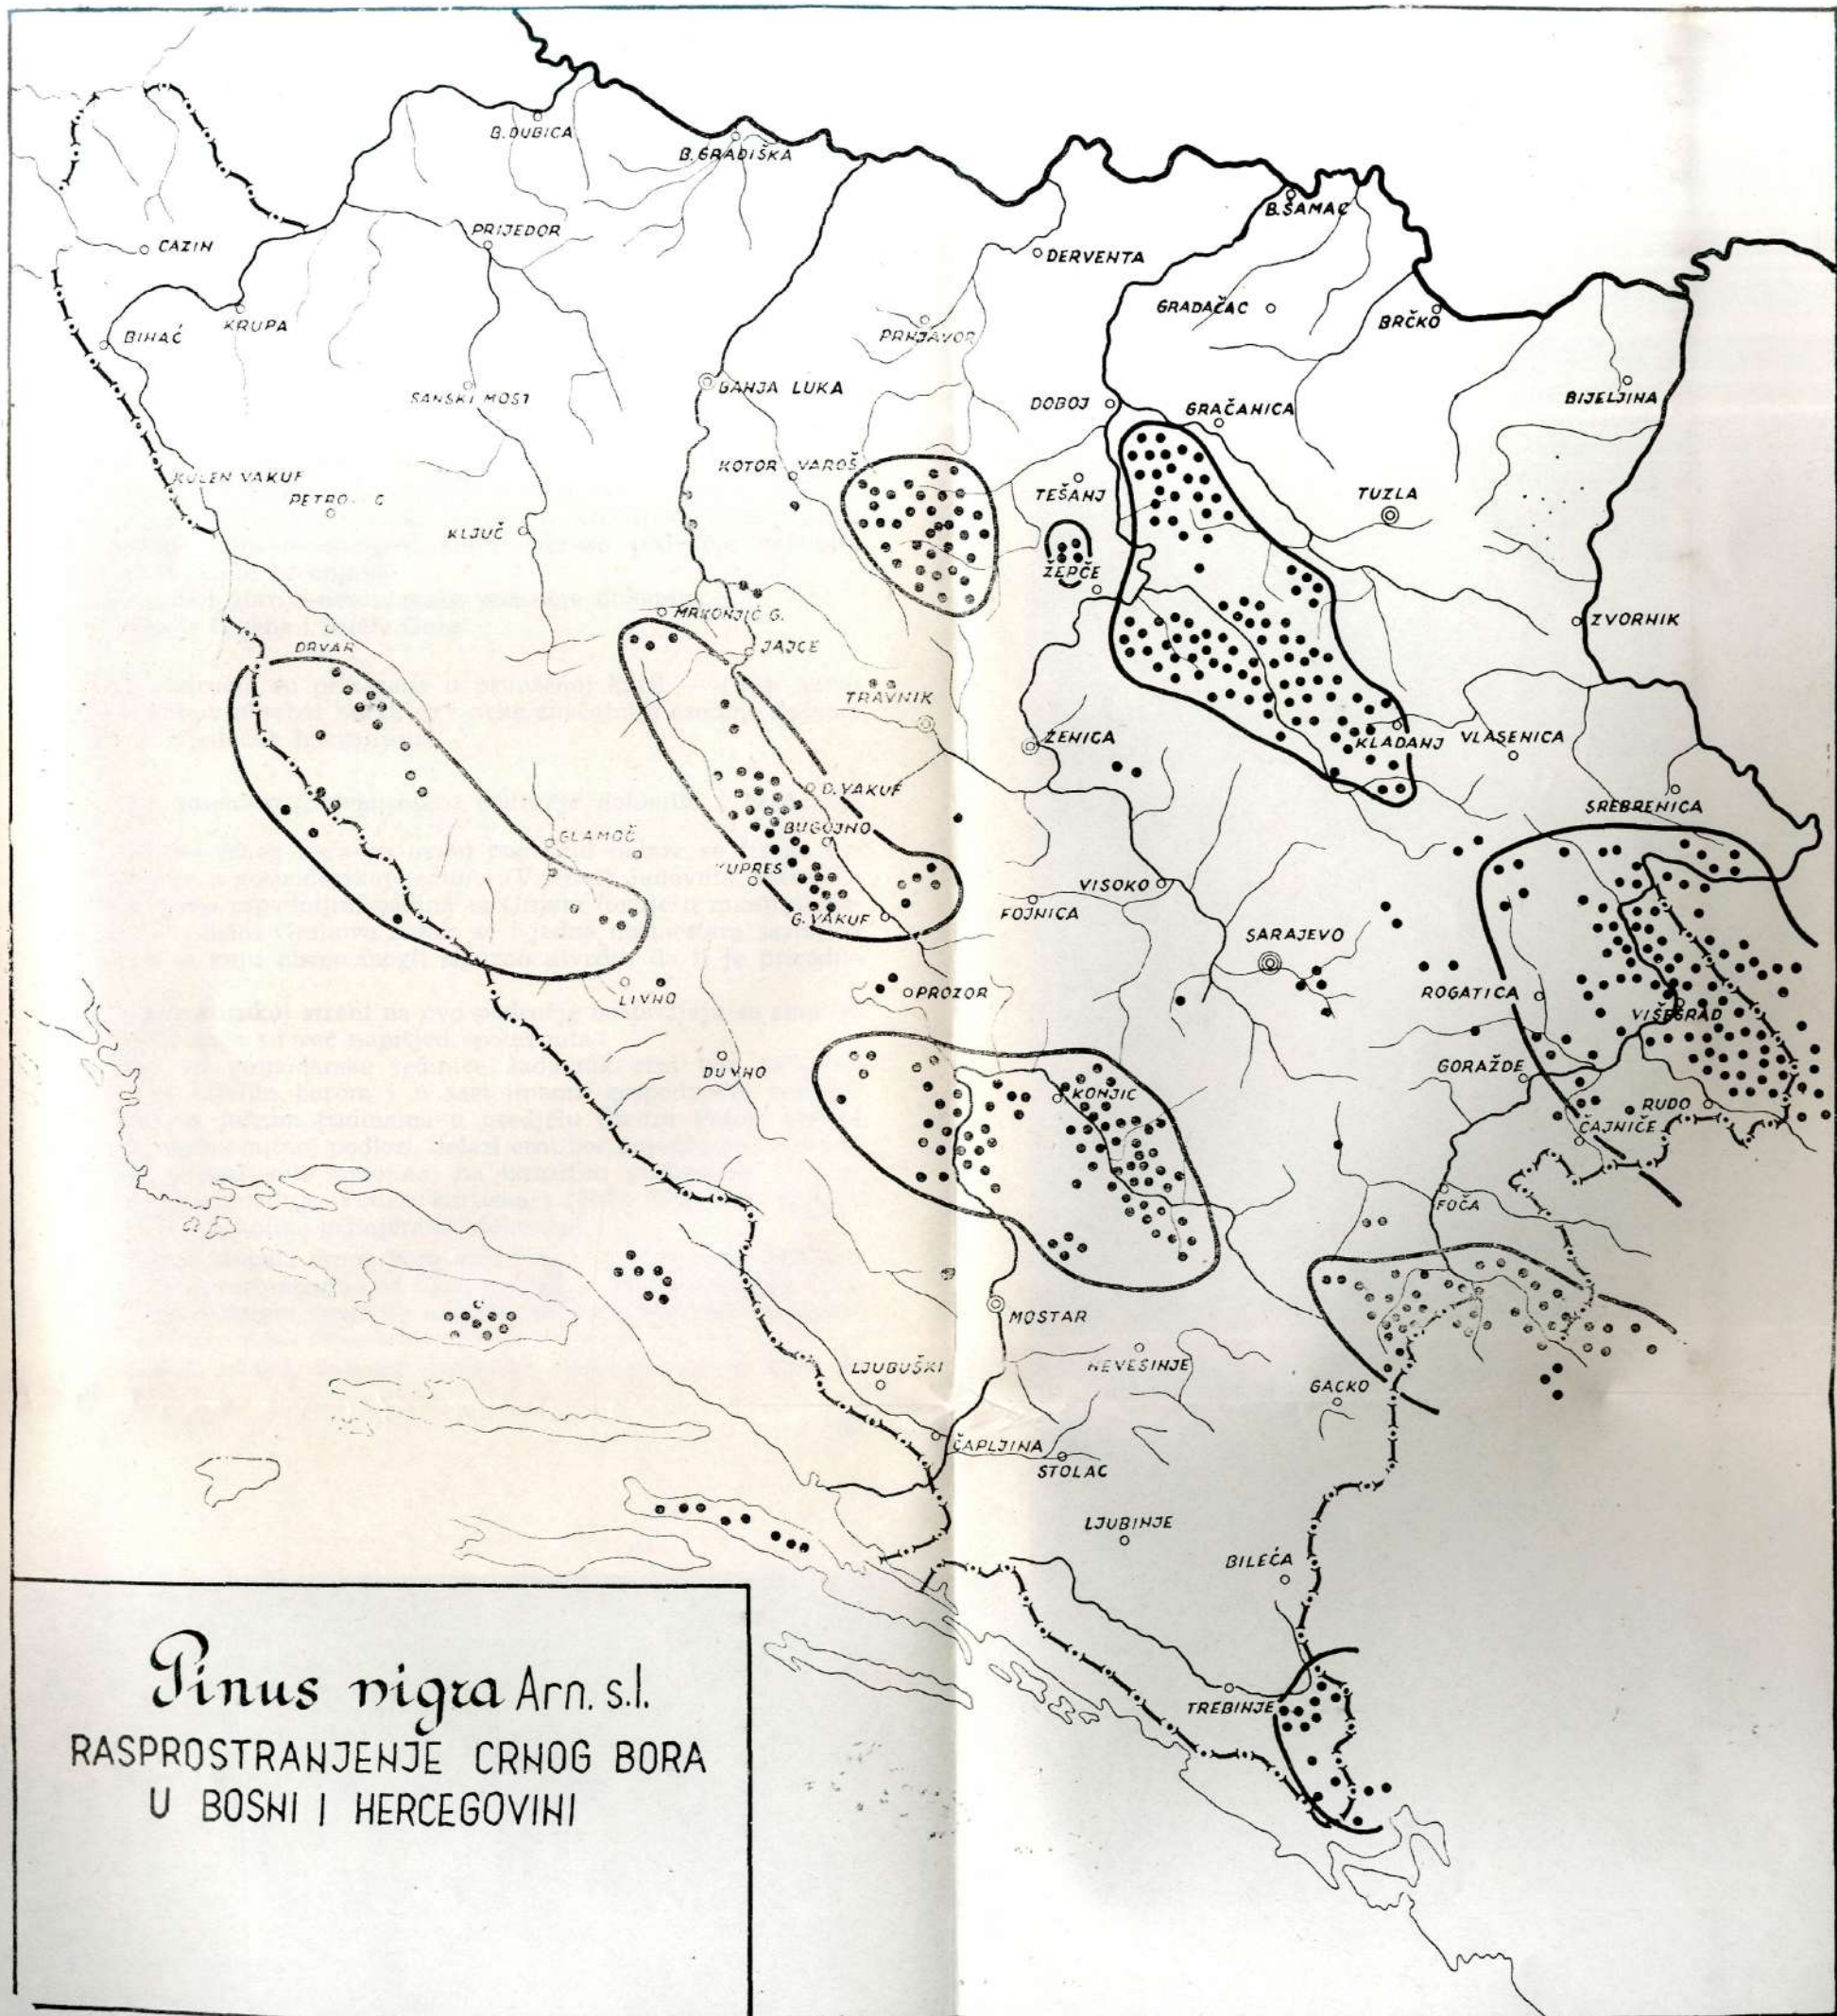 B. DUBICA
B. GRADIŠKA
B. ŠAMAC
CAZIN
PRIJEDOR
DERVENTA
KRUPA
GRADAČAC
BRČKO
BIHAĆ
PRNJAVOR
SANSKI MOST
BANJA LUKA
DOBOJ
GRAČANICA
BIJELJINA
KULEN VAKUF
KOTOR VAROŠ
TEŠANJ
TUZLA
KLJUČ
ŽEPČE
MRKONJIĆ G.
ZVORNIK
DRVAR
JAJCE
TRAVNIK
ZENICA
KLADANJ
VLASENICA
D. VAKUF
SREBRENICA
GLAMOČ
BUGOJNO
KUPRES
VISOKO
G. VAKUF
FOJNICA
SARAJEVO
LIVNO
PROZOR
ROGATICA
VIŠEGRAD
DUVNO
KONJIC
GORAŽDE
RUDO
ČAJNIČE
FOČA
MOSTAR
LJUBUŠKI
NEVESINJE
GACKO
ČAPLJINA
STOLAC
LJUBINJE
BILEĆA
TREBINJE
Pinus nigra Arn. s.l.
RASPROSTRANJENJE CRNOG BORA
U BOSNI I HERCEGOVINI